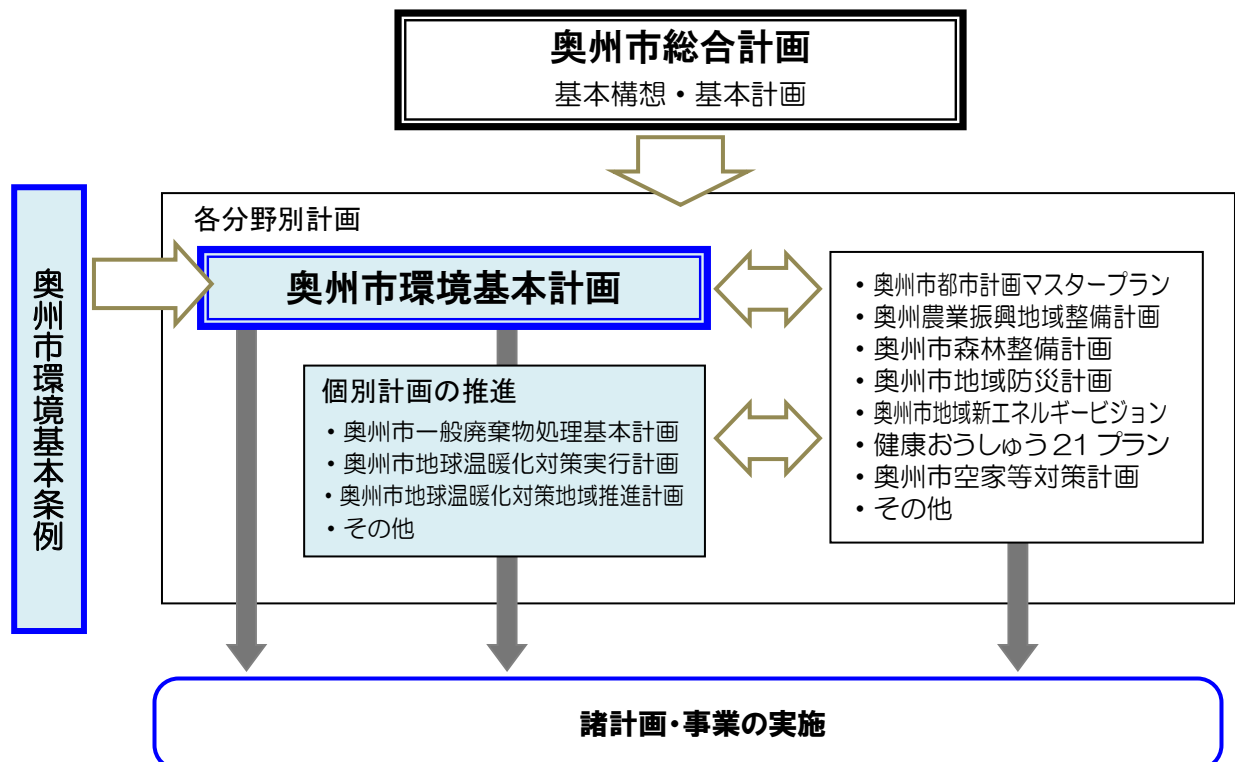 奥州市総合計画
基本構想・基本計画
奥州市環境基本条例
各分野別計画
奥州市環境基本計画
個別計画の推進
・奥州市一般廃棄物処理基本計画
・奥州市地球温暖化対策実行計画
・奥州市地球温暖化対策地域推進計画
・その他
・奥州市都市計画マスタープラン
・奥州農業振興地域整備計画
・奥州市森林整備計画
・奥州市地域防災計画
・奥州市地域新エネルギービジョン
・健康おうしゅう21プラン
・奥州市空家等対策計画
・その他
諸計画・事業の実施